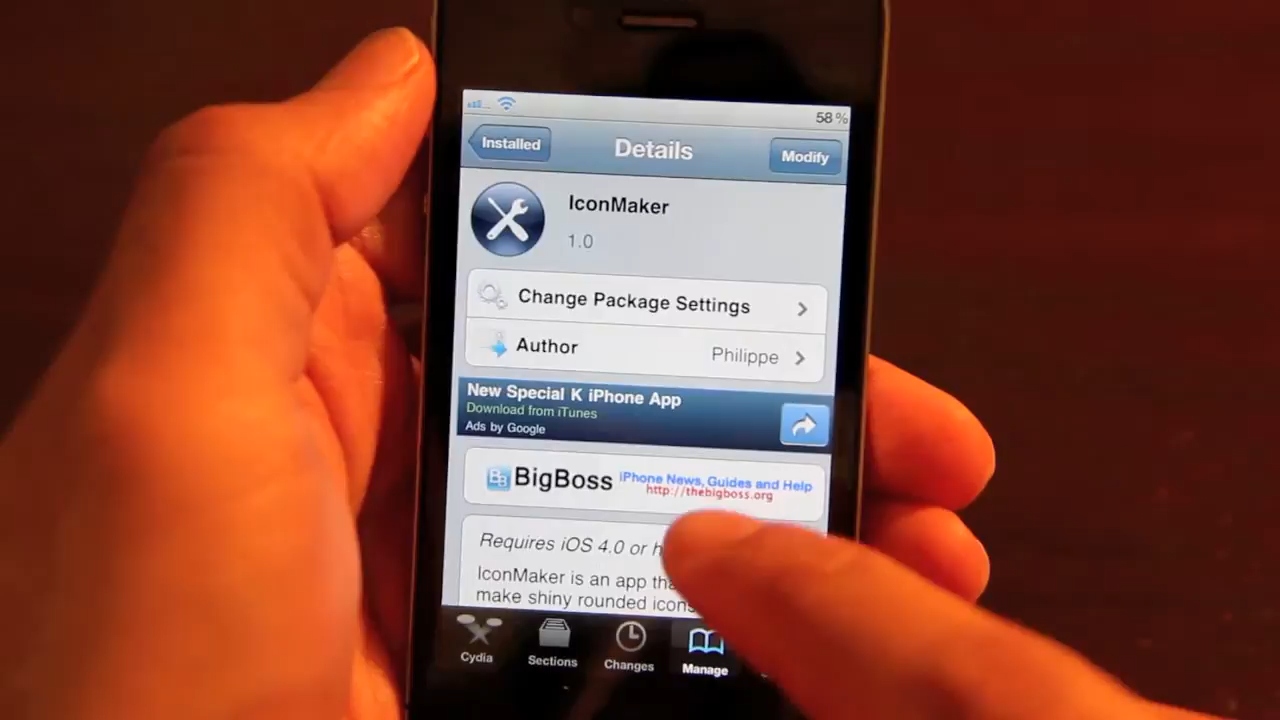 58%
Installed
Details
Modify
IconMaker
1.0
Change Package Settings
Author
Philippe
New Special K iPhone App
Download from iTunes
Ads by Google
BB
BigBoss
iPhone News, Guides and Help
http://thebigboss.org
Requires iOS 4.0 or
IconMaker is an app
make shiny rounded icons
Cydia
Sections
Changes
Manage